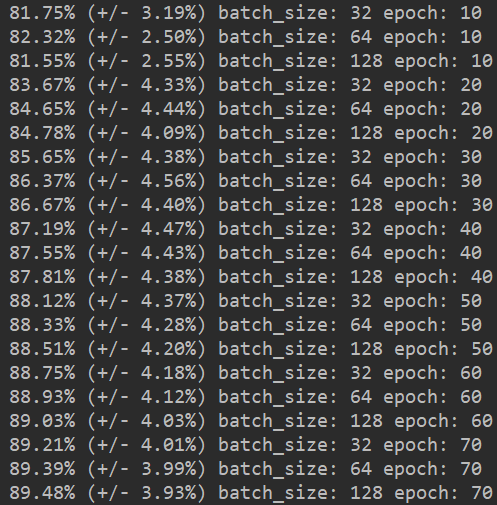 81.75% (+/- 3.19%) batch_size: 32 epoch: 10
82.32% (+/- 2.50%) batch_size: 64 epoch: 10
81.55% (+/- 2.55%) batch_size: 128 epoch: 10
83.67% (+/- 4.33%) batch_size: 32 epoch: 20
84.65% (+/- 4.44%) batch_size: 64 epoch: 20
84.78% (+/- 4.09%) batch_size: 128 epoch: 20
85.65% (+/- 4.38%) batch_size: 32 epoch: 30
86.37% (+/- 4.56%) batch_size: 64 epoch: 30
86.67% (+/- 4.40%) batch_size: 128 epoch: 30
87.19% (+/- 4.47%) batch_size: 32 epoch: 40
87.55% (+/- 4.43%) batch_size: 64 epoch: 40
87.81% (+/- 4.38%) batch_size: 128 epoch: 40
88.12% (+/- 4.37%) batch_size: 32 epoch: 50
88.33% (+/- 4.28%) batch_size: 64 epoch: 50
88.51% (+/- 4.20%) batch_size: 128 epoch: 50
88.75% (+/- 4.18%) batch_size: 32 epoch: 60
88.93% (+/- 4.12%) batch_size: 64 epoch: 60
89.03% (+/- 4.03%) batch_size: 128 epoch: 60
89.21% (+/- 4.01%) batch_size: 32 epoch: 70
89.39% (+/- 3.99%) batch_size: 64 epoch: 70
89.48% (+/- 3.93%) batch_size: 128 epoch: 70